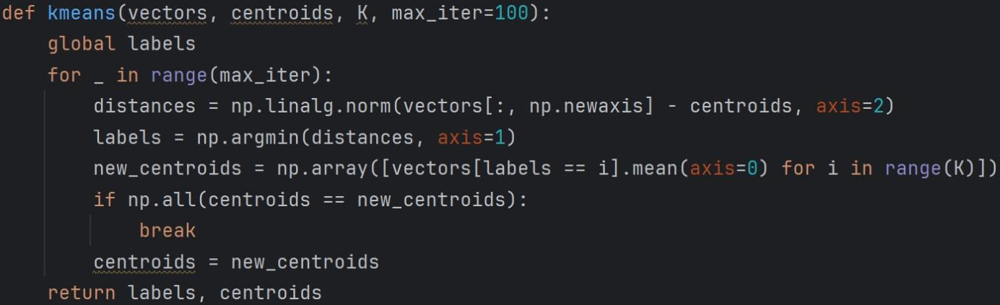 def kmeans(vectors, centroids, K, max_iter=100):
    global labels
    for _ in range(max_iter):
        distances = np.linalg.norm(vectors[:, np.newaxis] - centroids, axis=2)
        labels = np.argmin(distances, axis=1)
        new_centroids = np.array([vectors[labels == i].mean(axis=0) for i in range(K)])
        if np.all(centroids == new_centroids):
            break
        centroids = new_centroids
    return labels, centroids